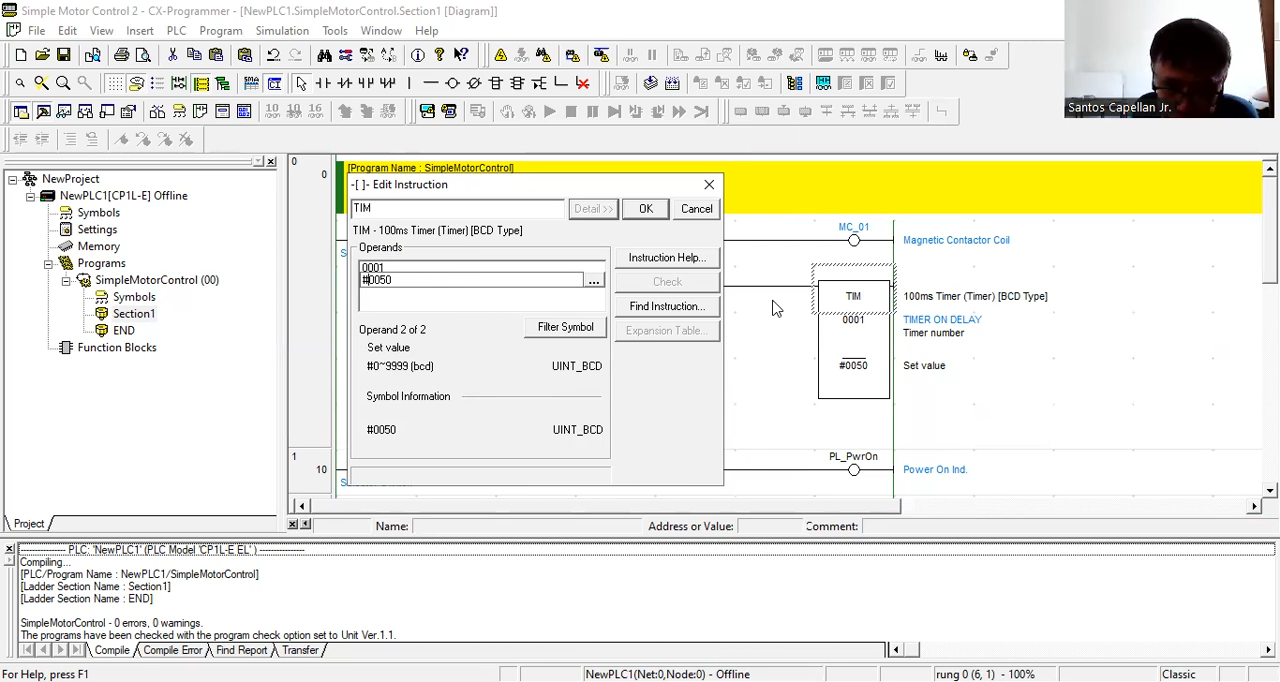 Simple Motor Control 2 - CX-Programmer - [NewPLC1.SimpleMotorControl.Section1 [Diagram]]
File Edit View Insert PLC Program Simulation Tools Window Help
10 10 16
Santos Capellan Jr.
NewProject
NewPLC1[CP1L-E] Offline
Symbols
Settings
Memory
Programs
SimpleMotorControl (00)
Symbols
Section1
END
Function Blocks
Project
0
0
[Program Name : SimpleMotorControl]
-[ ]- Edit Instruction
TIM
Detail >>
OK
Cancel
TIM - 100ms Timer (Timer) [BCD Type]
Operands
0001
#0050
...
Instruction Help...
Check
Find Instruction...
Expansion Table...
Operand 2 of 2
Filter Symbol
Set value
#0~9999 (bcd)
UINT_BCD
Symbol Information
#0050
UINT_BCD
MC_01
Magnetic Contactor Coil
TIM
100ms Timer (Timer) [BCD Type]
0001
TIMER ON DELAY
Timer number
#0050
Set value
1
10
PL_PwrOn
Power On Ind.
Name:
Address or Value:
Comment:
-------------- PLC: 'NewPLC1' (PLC Model 'CP1L-E EL' ) --------------
Compiling...
[PLC/Program Name : NewPLC1/SimpleMotorControl]
[Ladder Section Name : Section1]
[Ladder Section Name : END]
SimpleMotorControl - 0 errors, 0 warnings.
The programs have been checked with the program check option set to Unit Ver.1.1.
Compile Compile Error Find Report Transfer
For Help, press F1
NewPLC1(Net:0,Node:0) - Offline
rung 0 (6, 1) - 100%
Classic